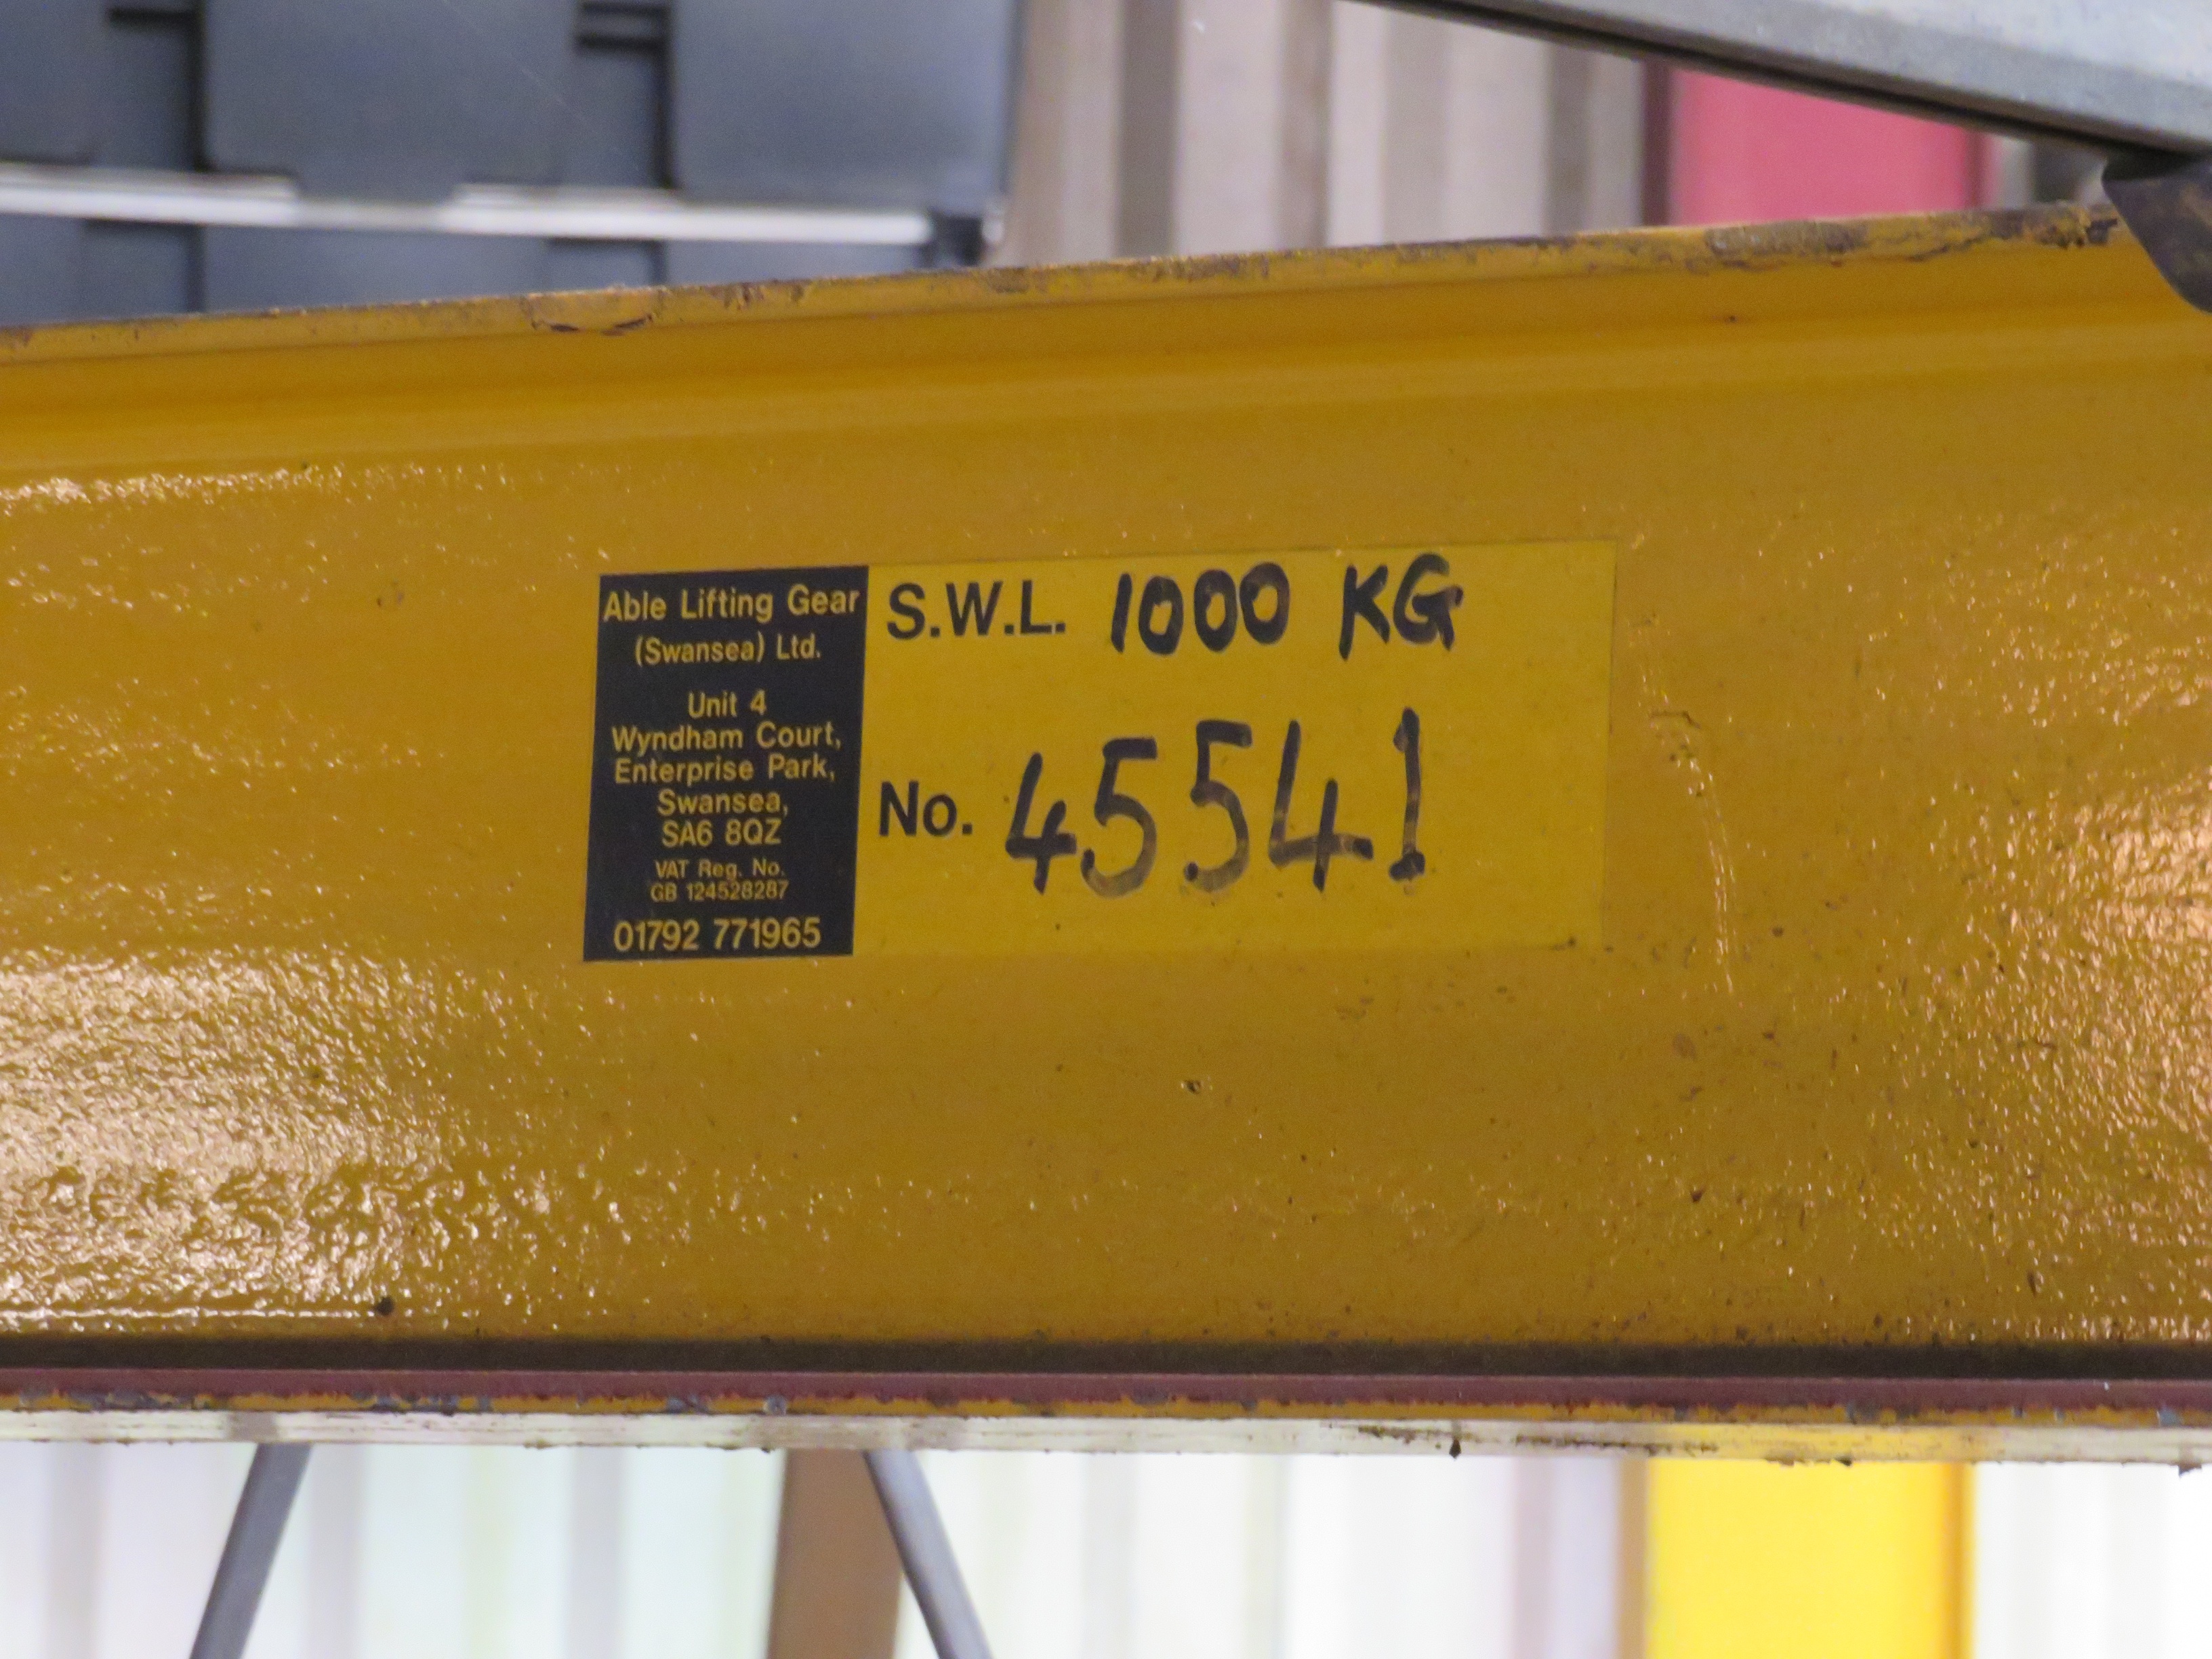 Able Lifting Gear
(Swansea) Ltd.
Unit 4
Wyndham Court,
Enterprise Park,
Swansea,
SA6 8QZ
VAT Reg. No.
GB 124528287
01792 771965
S.W.L. 1000 KG
No. 45541